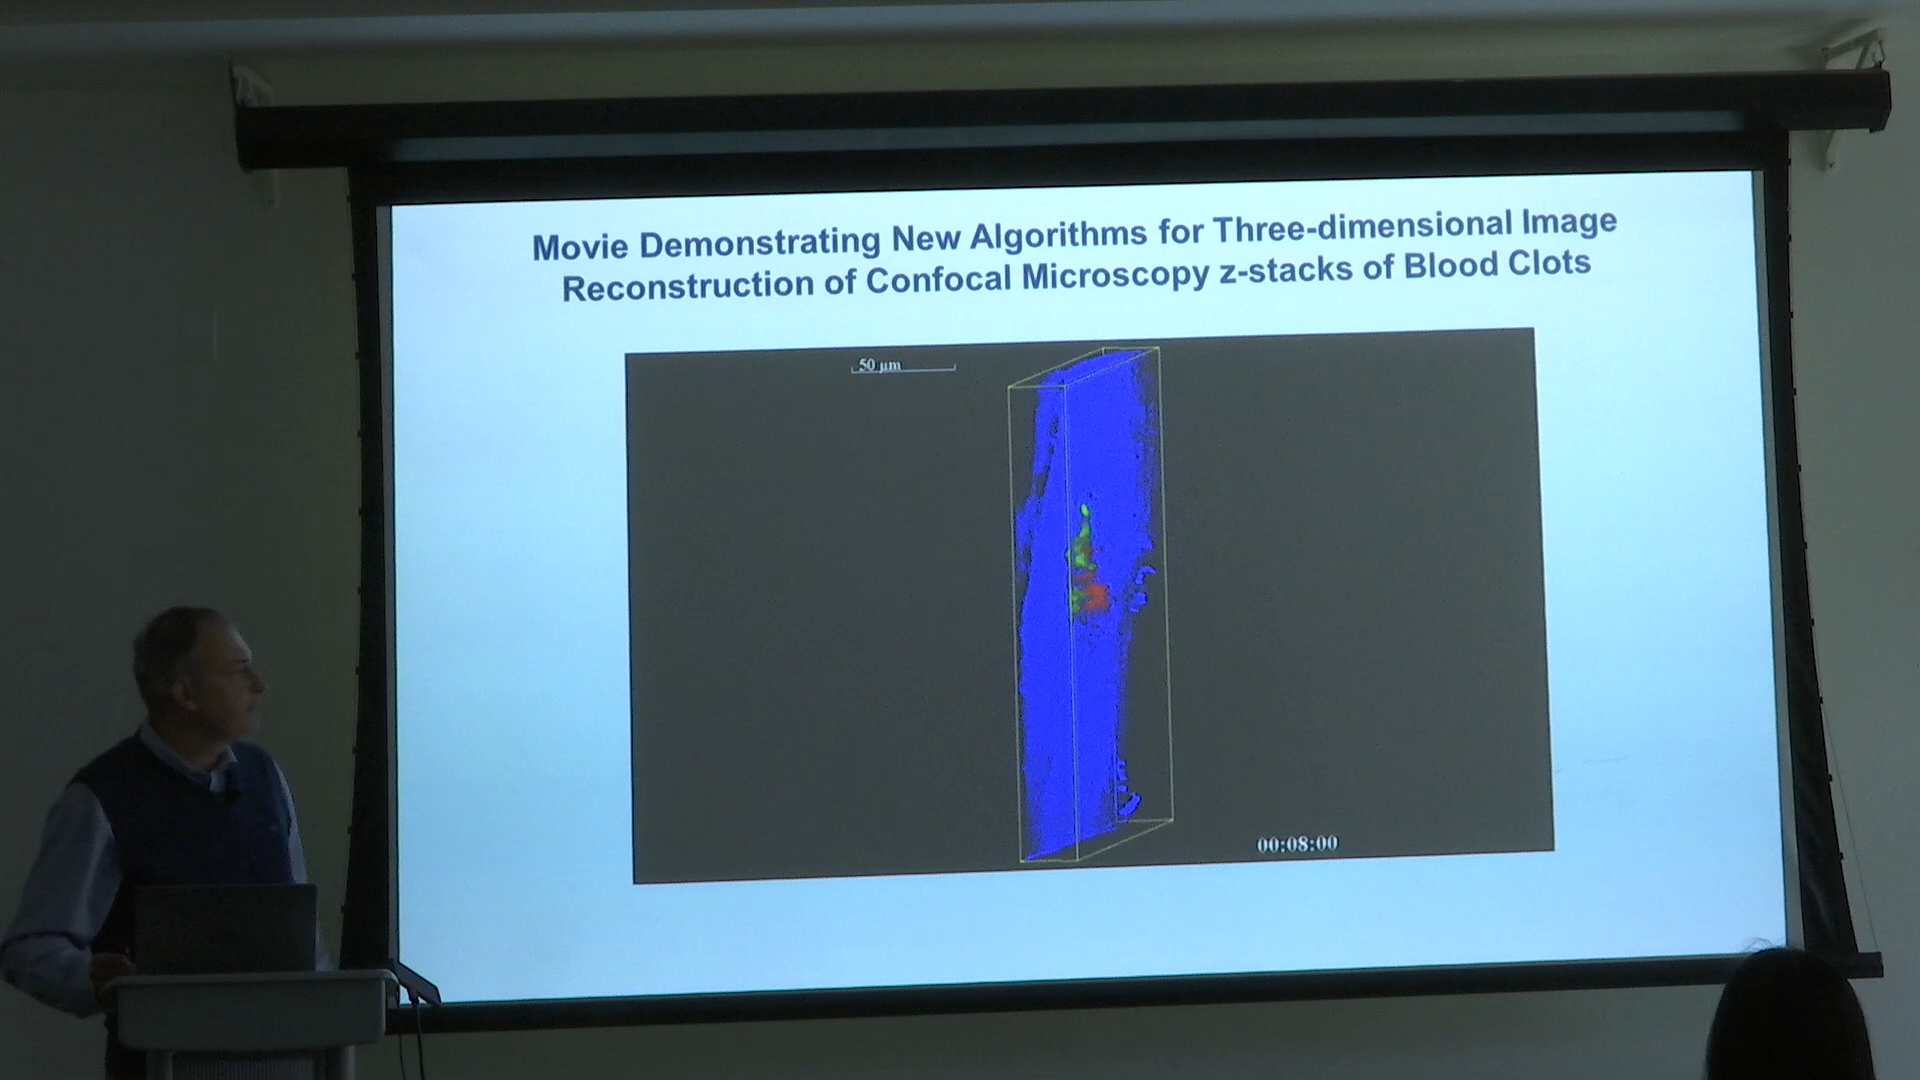 Movie Demonstrating New Algorithms for Three-dimensional Image
Reconstruction of Confocal Microscopy z-stacks of Blood Clots
50 µm
00:08:00